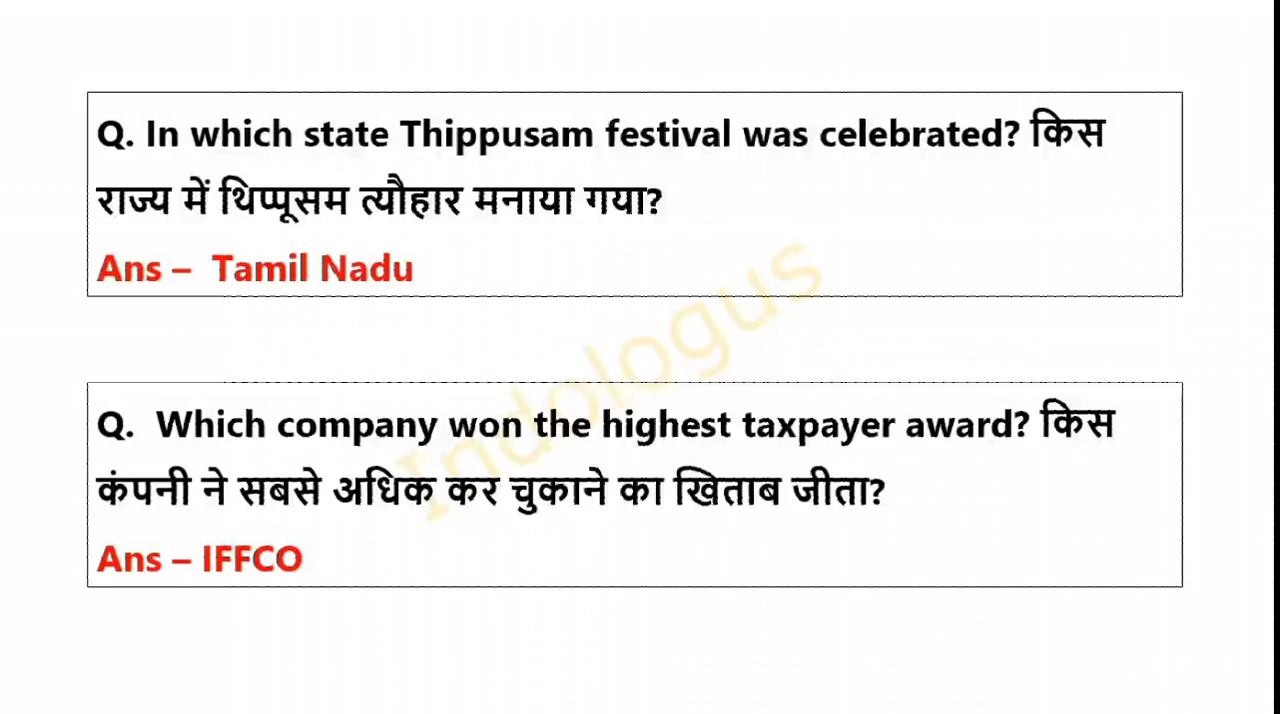 Q. In which state Thippusam festival was celebrated? किस
राज्य में थिप्पूसम त्यौहार मनाया गया?
Ans – Tamil Nadu
Indologus
Q. Which company won the highest taxpayer award? किस
कंपनी ने सबसे अधिक कर चुकाने का खिताब जीता?
Ans – IFFCO